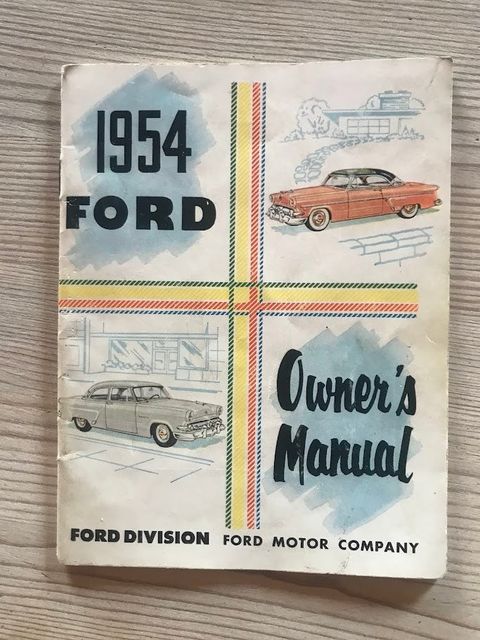 1954
FORD
Owner's
Manual
FORD DIVISION FORD MOTOR COMPANY